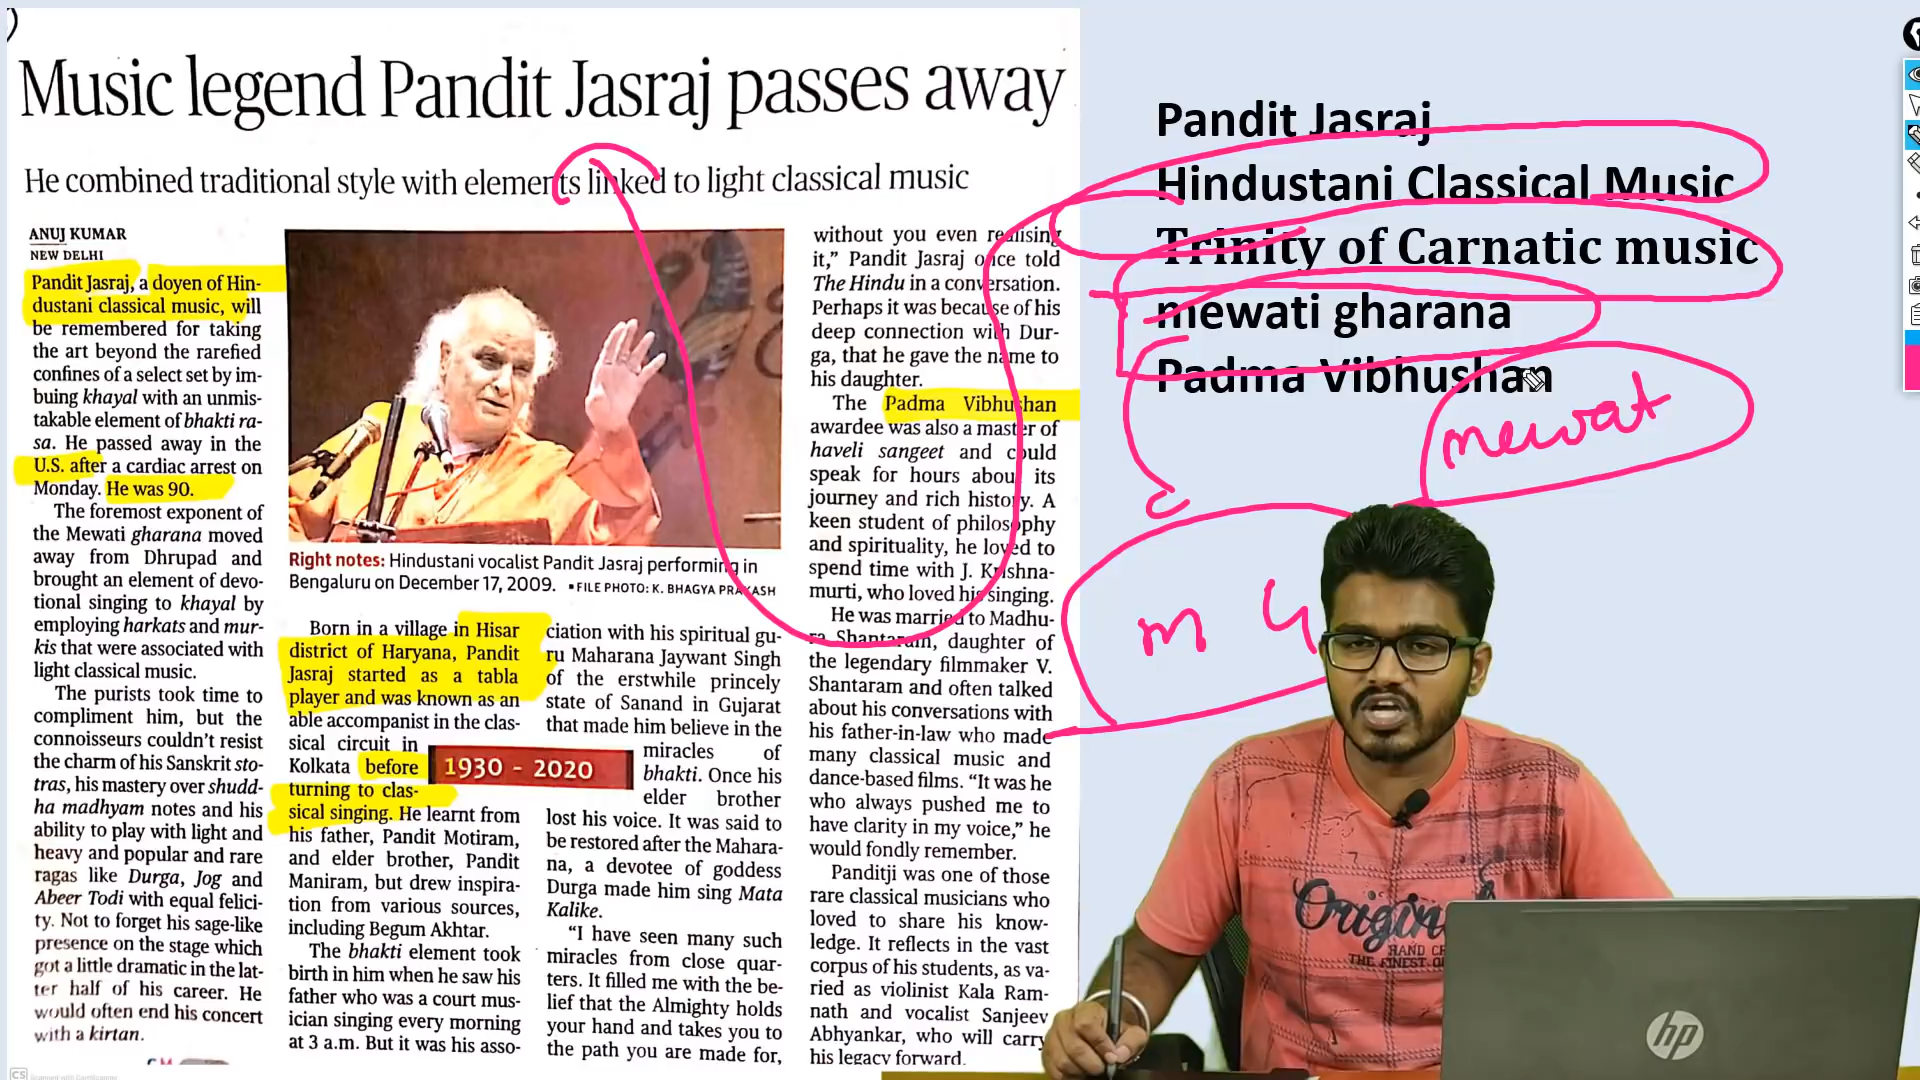 Music legend Pandit Jasraj passes away
He combined traditional style with elements linked to light classical music
ANUJ KUMAR
NEW DELHI
Pandit Jasraj, a doyen of Hin-
dustani classical music, will
be remembered for taking
the art beyond the rarefied
confines of a select set by im-
buing khayal with an unmis-
takable element of bhakti ra-
sa. He passed away in the
U.S. after a cardiac arrest on
Monday. He was 90.
The foremost exponent of
the Mewati gharana moved
away from Dhrupad and
brought an element of devo-
tional singing to khayal by
employing harkats and mur-
kis that were associated with
light classical music.
The purists took time to
compliment him, but the
connoisseurs couldn't resist
the charm of his Sanskrit sto-
tras, his mastery over shudd-
ha madhyam notes and his
ability to play with light and
heavy and popular and rare
ragas like Durga, Jog and
Abeer Todi with equal felici-
ty. Not to forget his sage-like
presence on the stage which
got a little dramatic in the lat-
ter half of his career. He
would often end his concert
with a kirtan.
Right notes: Hindustani vocalist Pandit Jasraj performing in
Bengaluru on December 17, 2009. ▪ FILE PHOTO: K. BHAGYA PRAKASH
Born in a village in Hisar
district of Haryana, Pandit
Jasraj started as a tabla
player and was known as an
able accompanist in the clas-
sical circuit in
Kolkata before
turning to clas-
sical singing. He learnt from
his father, Pandit Motiram,
and elder brother, Pandit
Maniram, but drew inspira-
tion from various sources,
including Begum Akhtar.
The bhakti element took
birth in him when he saw his
father who was a court mus-
ician singing every morning
at 3 a.m. But it was his asso-
1930 - 2020
ciation with his spiritual gu-
ru Maharana Jaywant Singh
of the erstwhile princely
state of Sanand in Gujarat
that made him believe in the
miracles of
bhakti. Once his
elder brother
lost his voice. It was said to
be restored after the Mahara-
na, a devotee of goddess
Durga made him sing Mata
Kalike.
"I have seen many such
miracles from close quar-
ters. It filled me with the be-
lief that the Almighty holds
your hand and takes you to
the path you are made for,
without you even realising
it," Pandit Jasraj once told
The Hindu in a conversation.
Perhaps it was because of his
deep connection with Dur-
ga, that he gave the name to
his daughter.
The Padma Vibhushan
awardee was also a master of
haveli sangeet and could
speak for hours about its
journey and rich history. A
keen student of philosophy
and spirituality, he loved to
spend time with J. Krishna-
murti, who loved his singing.
He was married to Madhu-
ra Shantaram, daughter of
the legendary filmmaker V.
Shantaram and often talked
about his conversations with
his father-in-law who made
many classical music and
dance-based films. "It was he
who always pushed me to
have clarity in my voice," he
would fondly remember.
Panditji was one of those
rare classical musicians who
loved to share his know-
ledge. It reflects in the vast
corpus of his students, as va-
ried as violinist Kala Ram-
nath and vocalist Sanjeev
Abhyankar, who will carry
his legacy forward.
Pandit Jasraj
Hindustani Classical Music
Trinity of Carnatic music
mewati gharana
Padma Vibhushan
mewat
m
Origin
HAND
THE FINEST
hp
CS Scanned with CamScanner